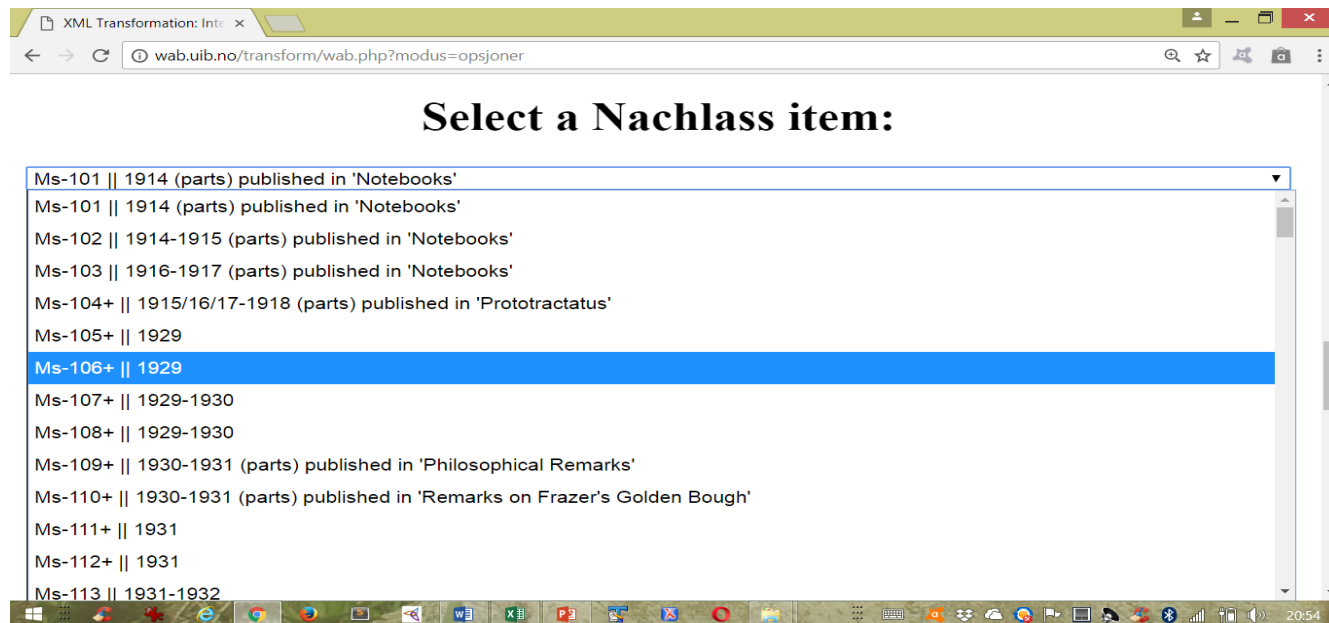 XML Transformation: Inte
wab.uib.no/transform/wab.php?modus=opsjoner
Select a Nachlass item:
Ms-101 || 1914 (parts) published in 'Notebooks'
Ms-101 || 1914 (parts) published in 'Notebooks'
Ms-102 || 1914-1915 (parts) published in 'Notebooks'
Ms-103 || 1916-1917 (parts) published in 'Notebooks'
Ms-104+ || 1915/16/17-1918 (parts) published in 'Prototractatus'
Ms-105+ || 1929
Ms-106+ || 1929
Ms-107+ || 1929-1930
Ms-108+ || 1929-1930
Ms-109+ || 1930-1931 (parts) published in 'Philosophical Remarks'
Ms-110+ || 1930-1931 (parts) published in 'Remarks on Frazer's Golden Bough'
Ms-111+ || 1931
Ms-112+ || 1931
Ms-113 || 1931-1932
20:54